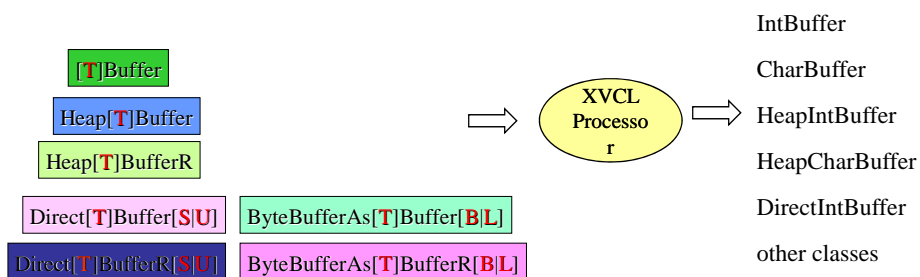 IntBuffer
[T]Buffer
CharBuffer
Heap[T]Buffer
XVCL
Processo
r
HeapIntBuffer
Heap[T]BufferR
HeapCharBuffer
Direct[T]Buffer[S|U]
ByteBufferAs[T]Buffer[B|L]
DirectIntBuffer
Direct[T]BufferR[S|U]
ByteBufferAs[T]BufferR[B|L]
other classes